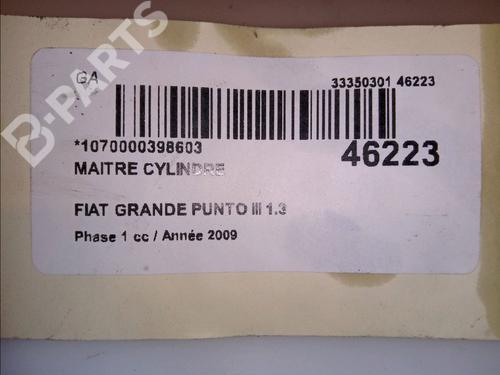 B-PARTS
GA
33350301 46223
*1070000398603
46223
MAITRE CYLINDRE
FIAT GRANDE PUNTO III 1.3
Phase 1 cc / Année 2009